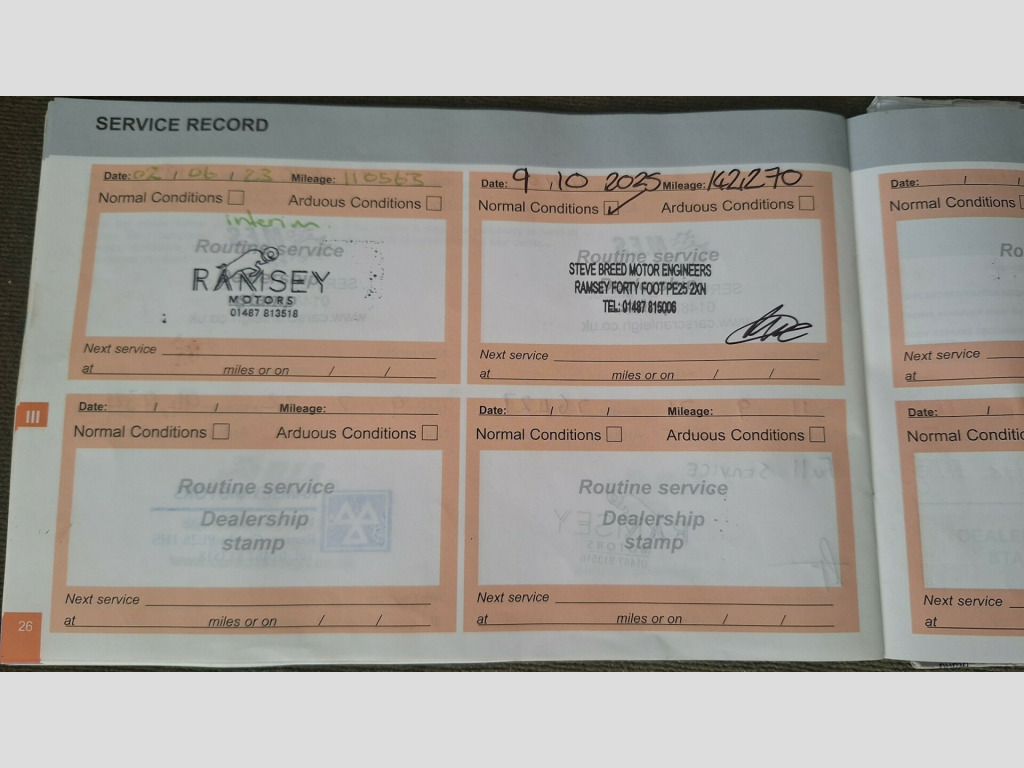 SERVICE RECORD
Date: 02 / 06 / 23 Mileage: 110563
Normal Conditions Arduous Conditions
interim
Routine service
RAMSEY
MOTORS
01487 813518
Next service
at miles or on / /
Date: 9 . 10 2025 Mileage: 142,270
Normal Conditions Arduous Conditions
Routine service
STEVE BREED MOTOR ENGINEERS
RAMSEY FORTY FOOT PE25 2XN
TEL: 01487 815006
Next service
at miles or on / /
Date: / /
Normal Conditions
Ro
Next service
at
III
Date: / / Mileage:
Normal Conditions Arduous Conditions
Routine service
Dealership
stamp
Next service
at miles or on / /
Date: / / Mileage:
Normal Conditions Arduous Conditions
Routine service
Dealership
stamp
Next service
at miles or on / /
Date: /
Normal Conditio
Next service
at
26